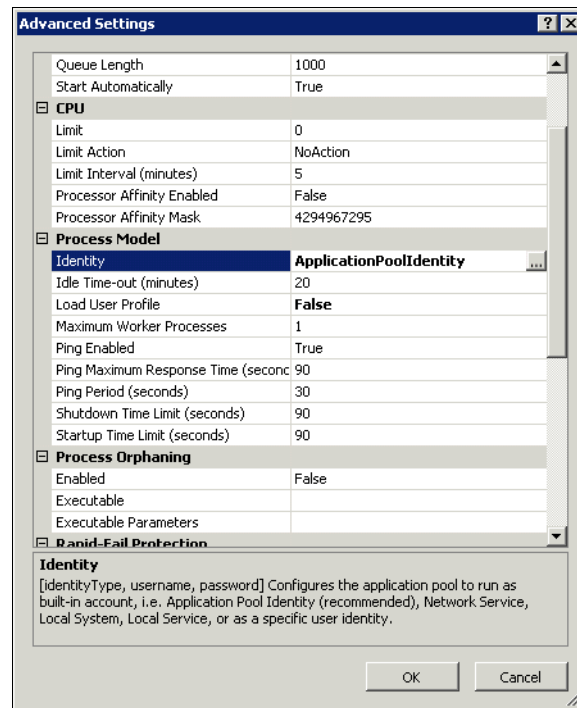 Advanced Settings
Queue Length 1000
Start Automatically True
CPU
Limit 0
Limit Action NoAction
Limit Interval (minutes) 5
Processor Affinity Enabled False
Processor Affinity Mask 4294967295
Process Model
Identity ApplicationPoolIdentity ...
Idle Time-out (minutes) 20
Load User Profile False
Maximum Worker Processes 1
Ping Enabled True
Ping Maximum Response Time (seconc 90
Ping Period (seconds) 30
Shutdown Time Limit (seconds) 90
Startup Time Limit (seconds) 90
Process Orphaning
Enabled False
Executable
Executable Parameters
Rapid-Fail Protection
Identity
[identityType, username, password] Configures the application pool to run as
built-in account, i.e. Application Pool Identity (recommended), Network Service,
Local System, Local Service, or as a specific user identity.
OK Cancel